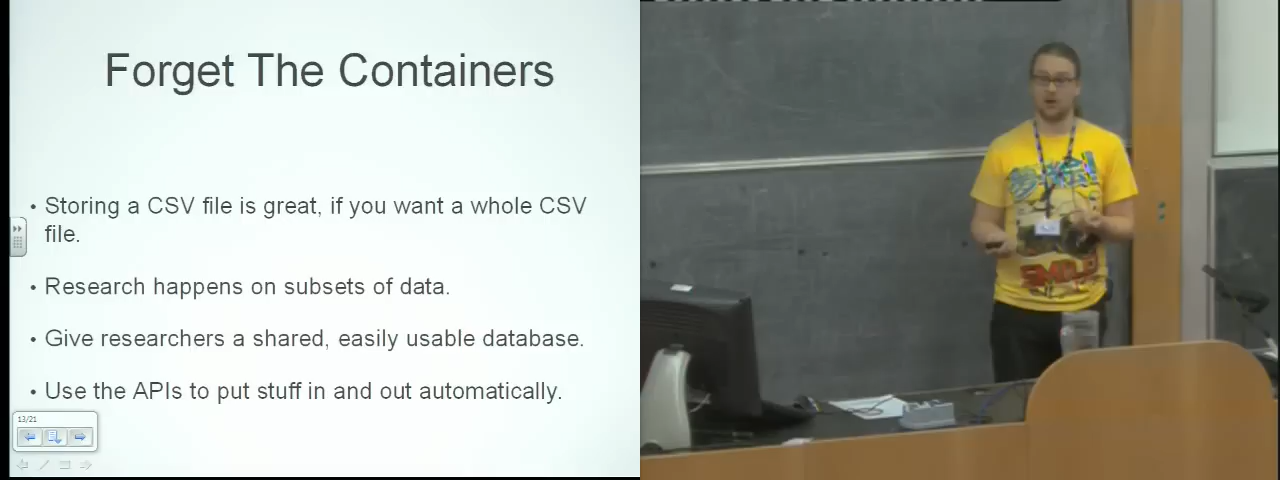 Forget The Containers
• Storing a CSV file is great, if you want a whole CSV
file.
• Research happens on subsets of data.
• Give researchers a shared, easily usable database.
• Use the APIs to put stuff in and out automatically.
13/21
SMILE